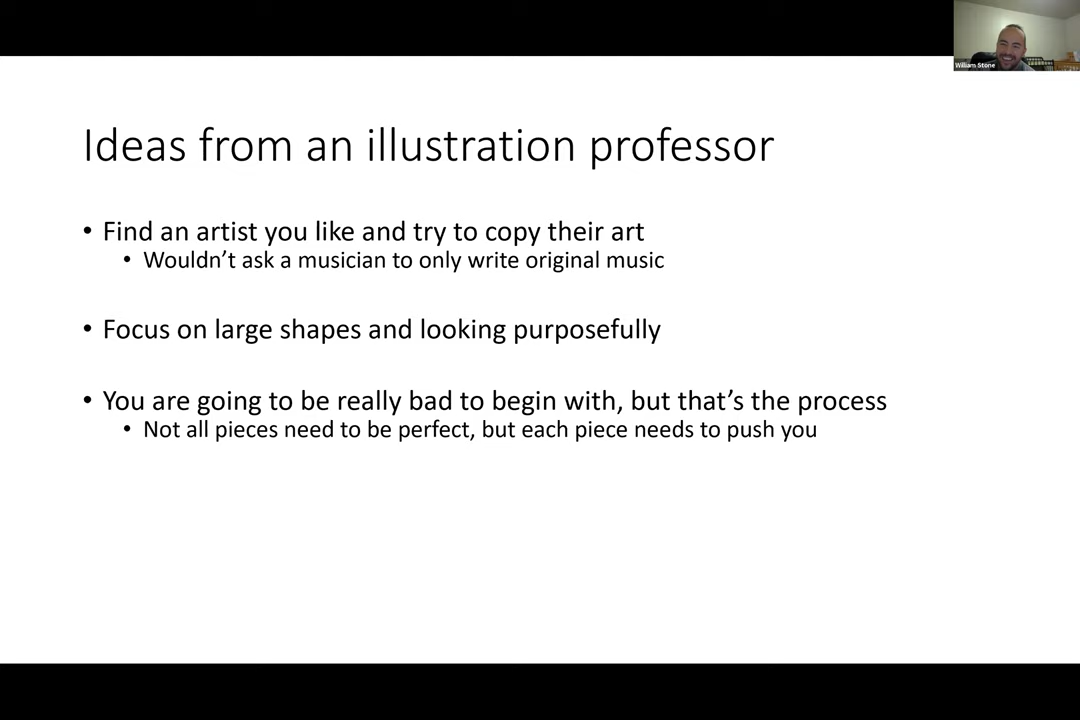 William Stone
Ideas from an illustration professor
• Find an artist you like and try to copy their art
• Wouldn’t ask a musician to only write original music
• Focus on large shapes and looking purposefully
• You are going to be really bad to begin with, but that’s the process
• Not all pieces need to be perfect, but each piece needs to push you